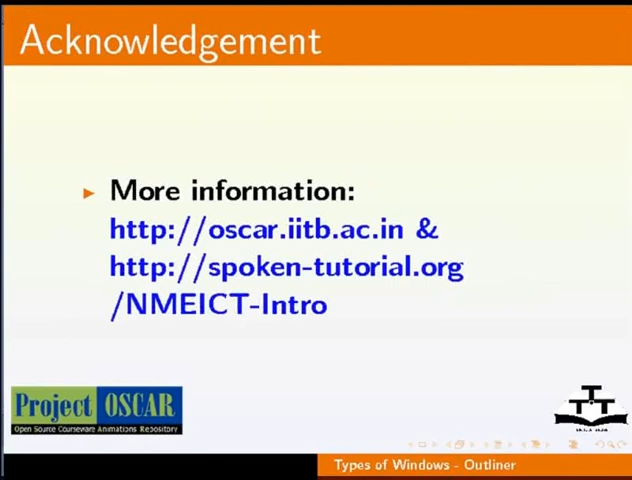 Acknowledgement
More information:
http://oscar.iitb.ac.in &
http://spoken-tutorial.org
/NMEICT-Intro
Project OSCAR
Open Source Courseware Animations Repository
Types of Windows - Outliner